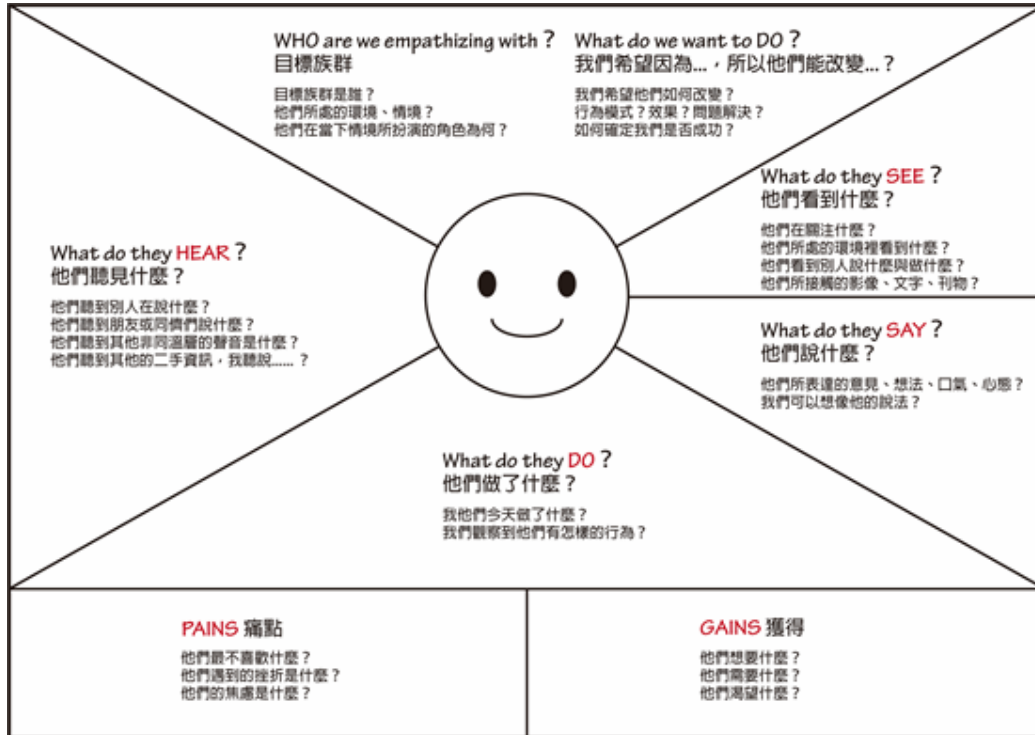 WHO are we empathizing with？
目標族群
目標族群是誰？
他們所處的環境、情境？
他們在當下情境所扮演的角色為何？
What do we want to DO？
我們希望因為...，所以他們能改變...？
我們希望他們如何改變？
行為模式？效果？問題解決？
如何確定我們是否成功？
What do they SEE？
他們看到什麼？
他們在關注什麼？
他們所處的環境裡看到什麼？
他們看到別人說什麼與做什麼？
他們所接觸的影像、文字、刊物？
What do they HEAR？
他們聽見什麼？
他們聽到別人在說什麼？
他們聽到朋友或同儕們說什麼？
他們聽到其他非同溫層的聲音是什麼？
他們聽到其他的二手資訊，我聽說......？
What do they SAY？
他們說什麼？
他們所表達的意見、想法、口氣、心態？
我們可以想像他的說法？
What do they DO？
他們做了什麼？
我他們今天做了什麼？
我們觀察到他們有怎樣的行為？
PAINS 痛點
他們最不喜歡什麼？
他們遇到的挫折是什麼？
他們的焦慮是什麼？
GAINS 獲得
他們想要什麼？
他們需要什麼？
他們渴望什麼？